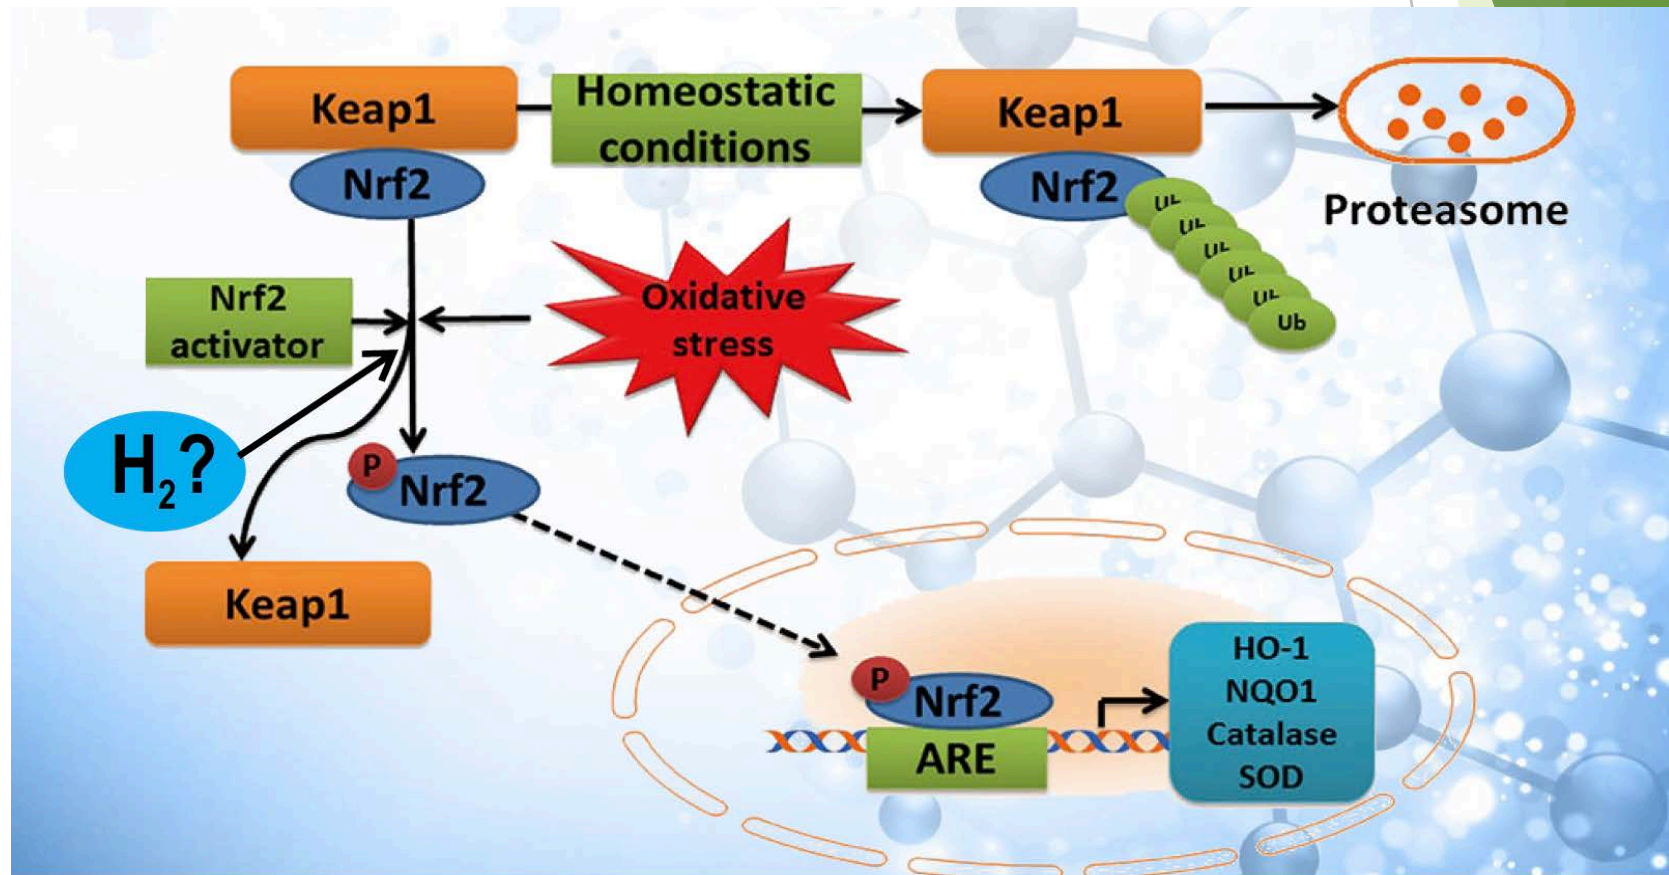 Keap1
Nrf2
Homeostatic
conditions
Keap1
Nrf2
Ub
Proteasome
Nrf2
activator
Oxidative
stress
H₂?
P
Nrf2
Keap1
P
Nrf2
ARE
HO-1
NQO1
Catalase
SOD